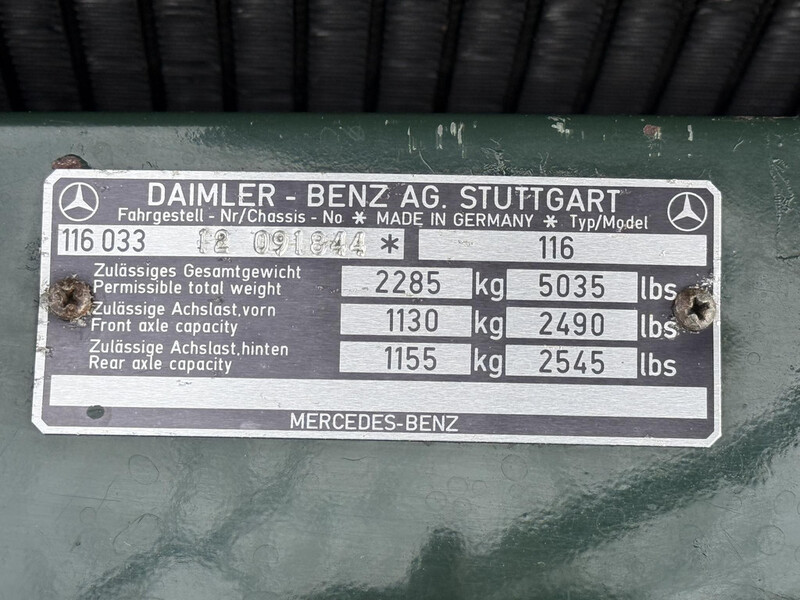 DAIMLER - BENZ AG. STUTTGART
Fahrgestell - Nr/Chassis - No * MADE IN GERMANY * Typ/Model
116 033 12 091844 * 116
Zulässiges Gesamtgewicht
Permissible total weight 2285 kg 5035 lbs
Zulässige Achslast,vorn
Front axle capacity 1130 kg 2490 lbs
Zulässige Achslast,hinten
Rear axle capacity 1155 kg 2545 lbs
MERCEDES-BENZ